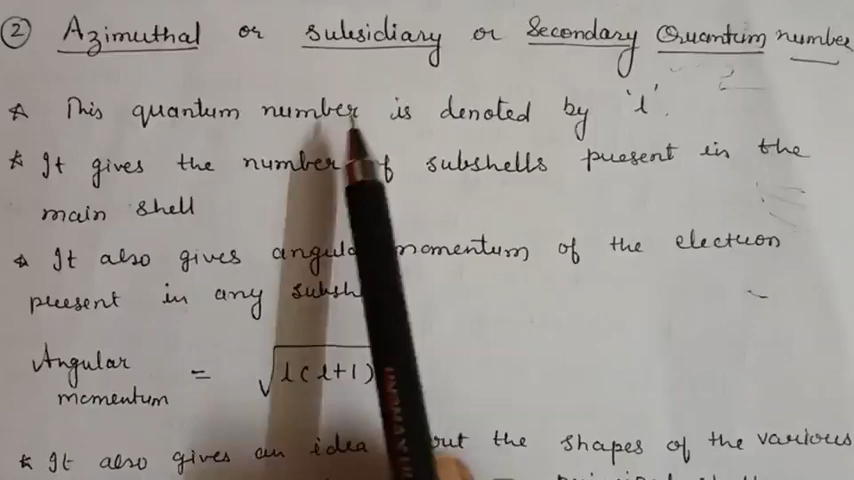 ② Azimuthal or subsidiary or Secondary Quantum number
☆ This quantum number is denoted by 'l'.
☆ It gives the number of subshells present in the
main shell
☆ It also gives angular momentum of the electron
present in any subsh
Angular
momentum = √l(l+1)
☆ It also gives an idea about the shapes of the various